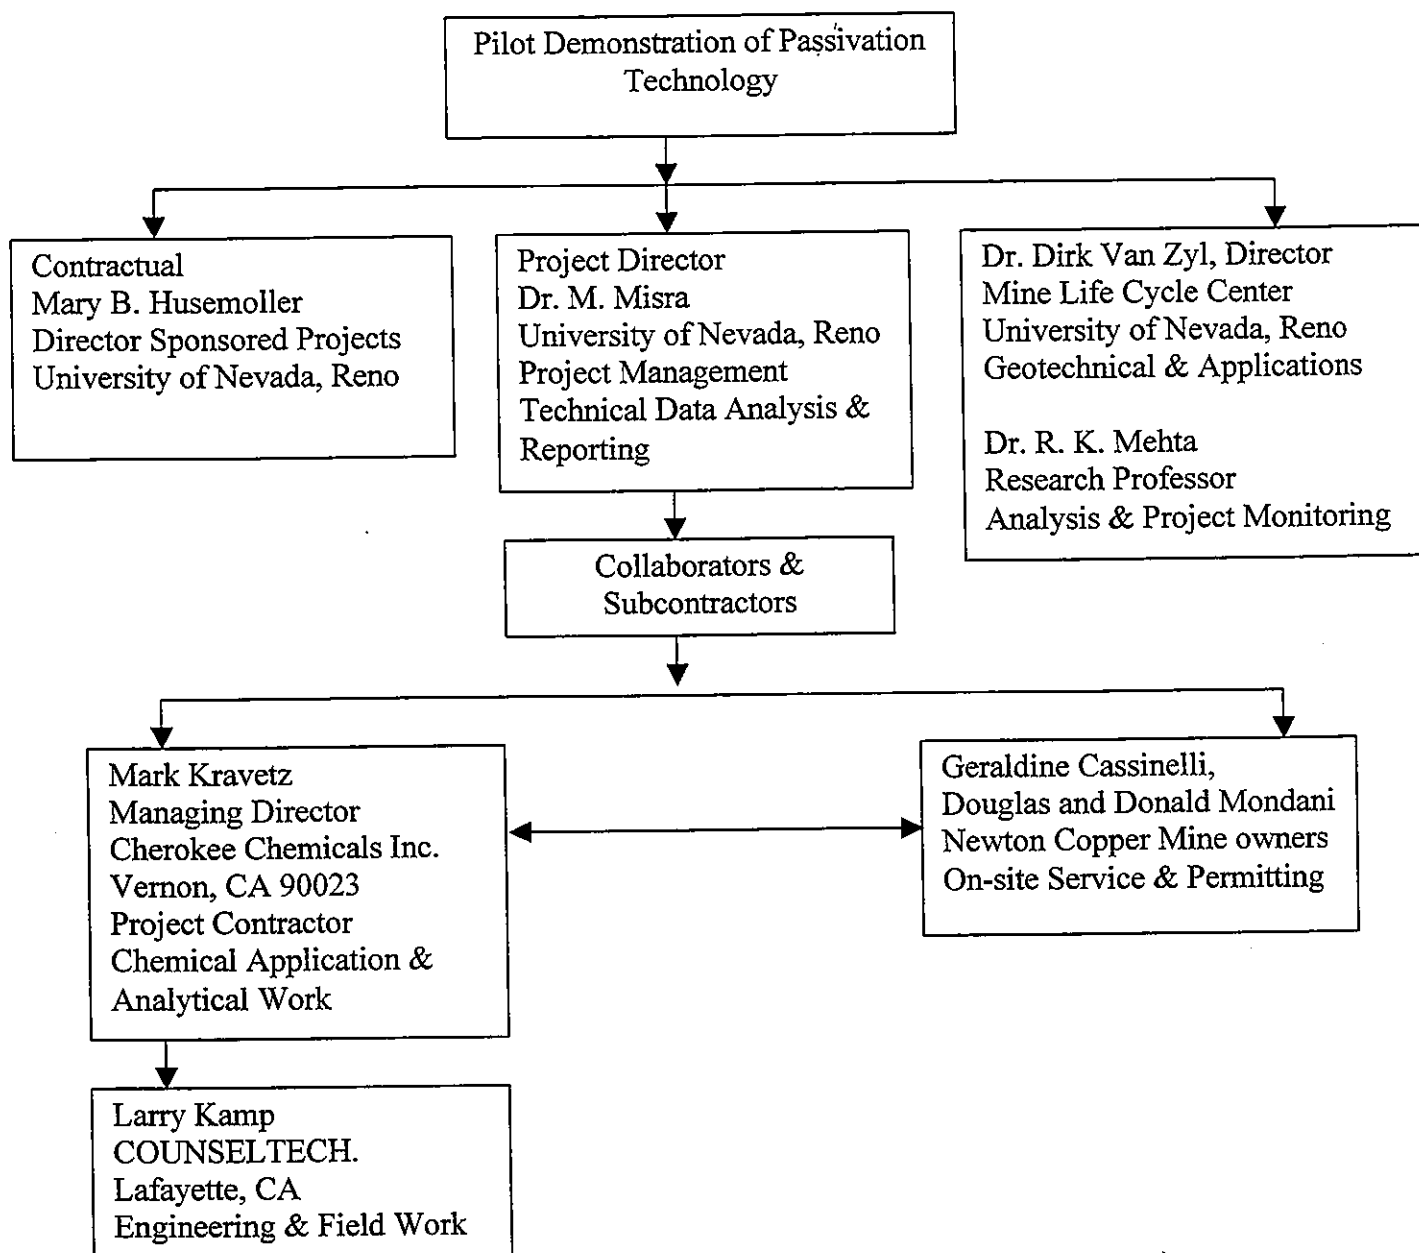 Pilot Demonstration of Passivation
Technology
Contractual
Mary B. Husemoller
Director Sponsored Projects
University of Nevada, Reno
Project Director
Dr. M. Misra
University of Nevada, Reno
Project Management
Technical Data Analysis &
Reporting
Dr. Dirk Van Zyl, Director
Mine Life Cycle Center
University of Nevada, Reno
Geotechnical & Applications
Dr. R. K. Mehta
Research Professor
Analysis & Project Monitoring
Collaborators &
Subcontractors
Mark Kravetz
Managing Director
Cherokee Chemicals Inc.
Vernon, CA 90023
Project Contractor
Chemical Application &
Analytical Work
Geraldine Cassinelli,
Douglas and Donald Mondani
Newton Copper Mine owners
On-site Service & Permitting
Larry Kamp
COUNSELTECH.
Lafayette, CA
Engineering & Field Work